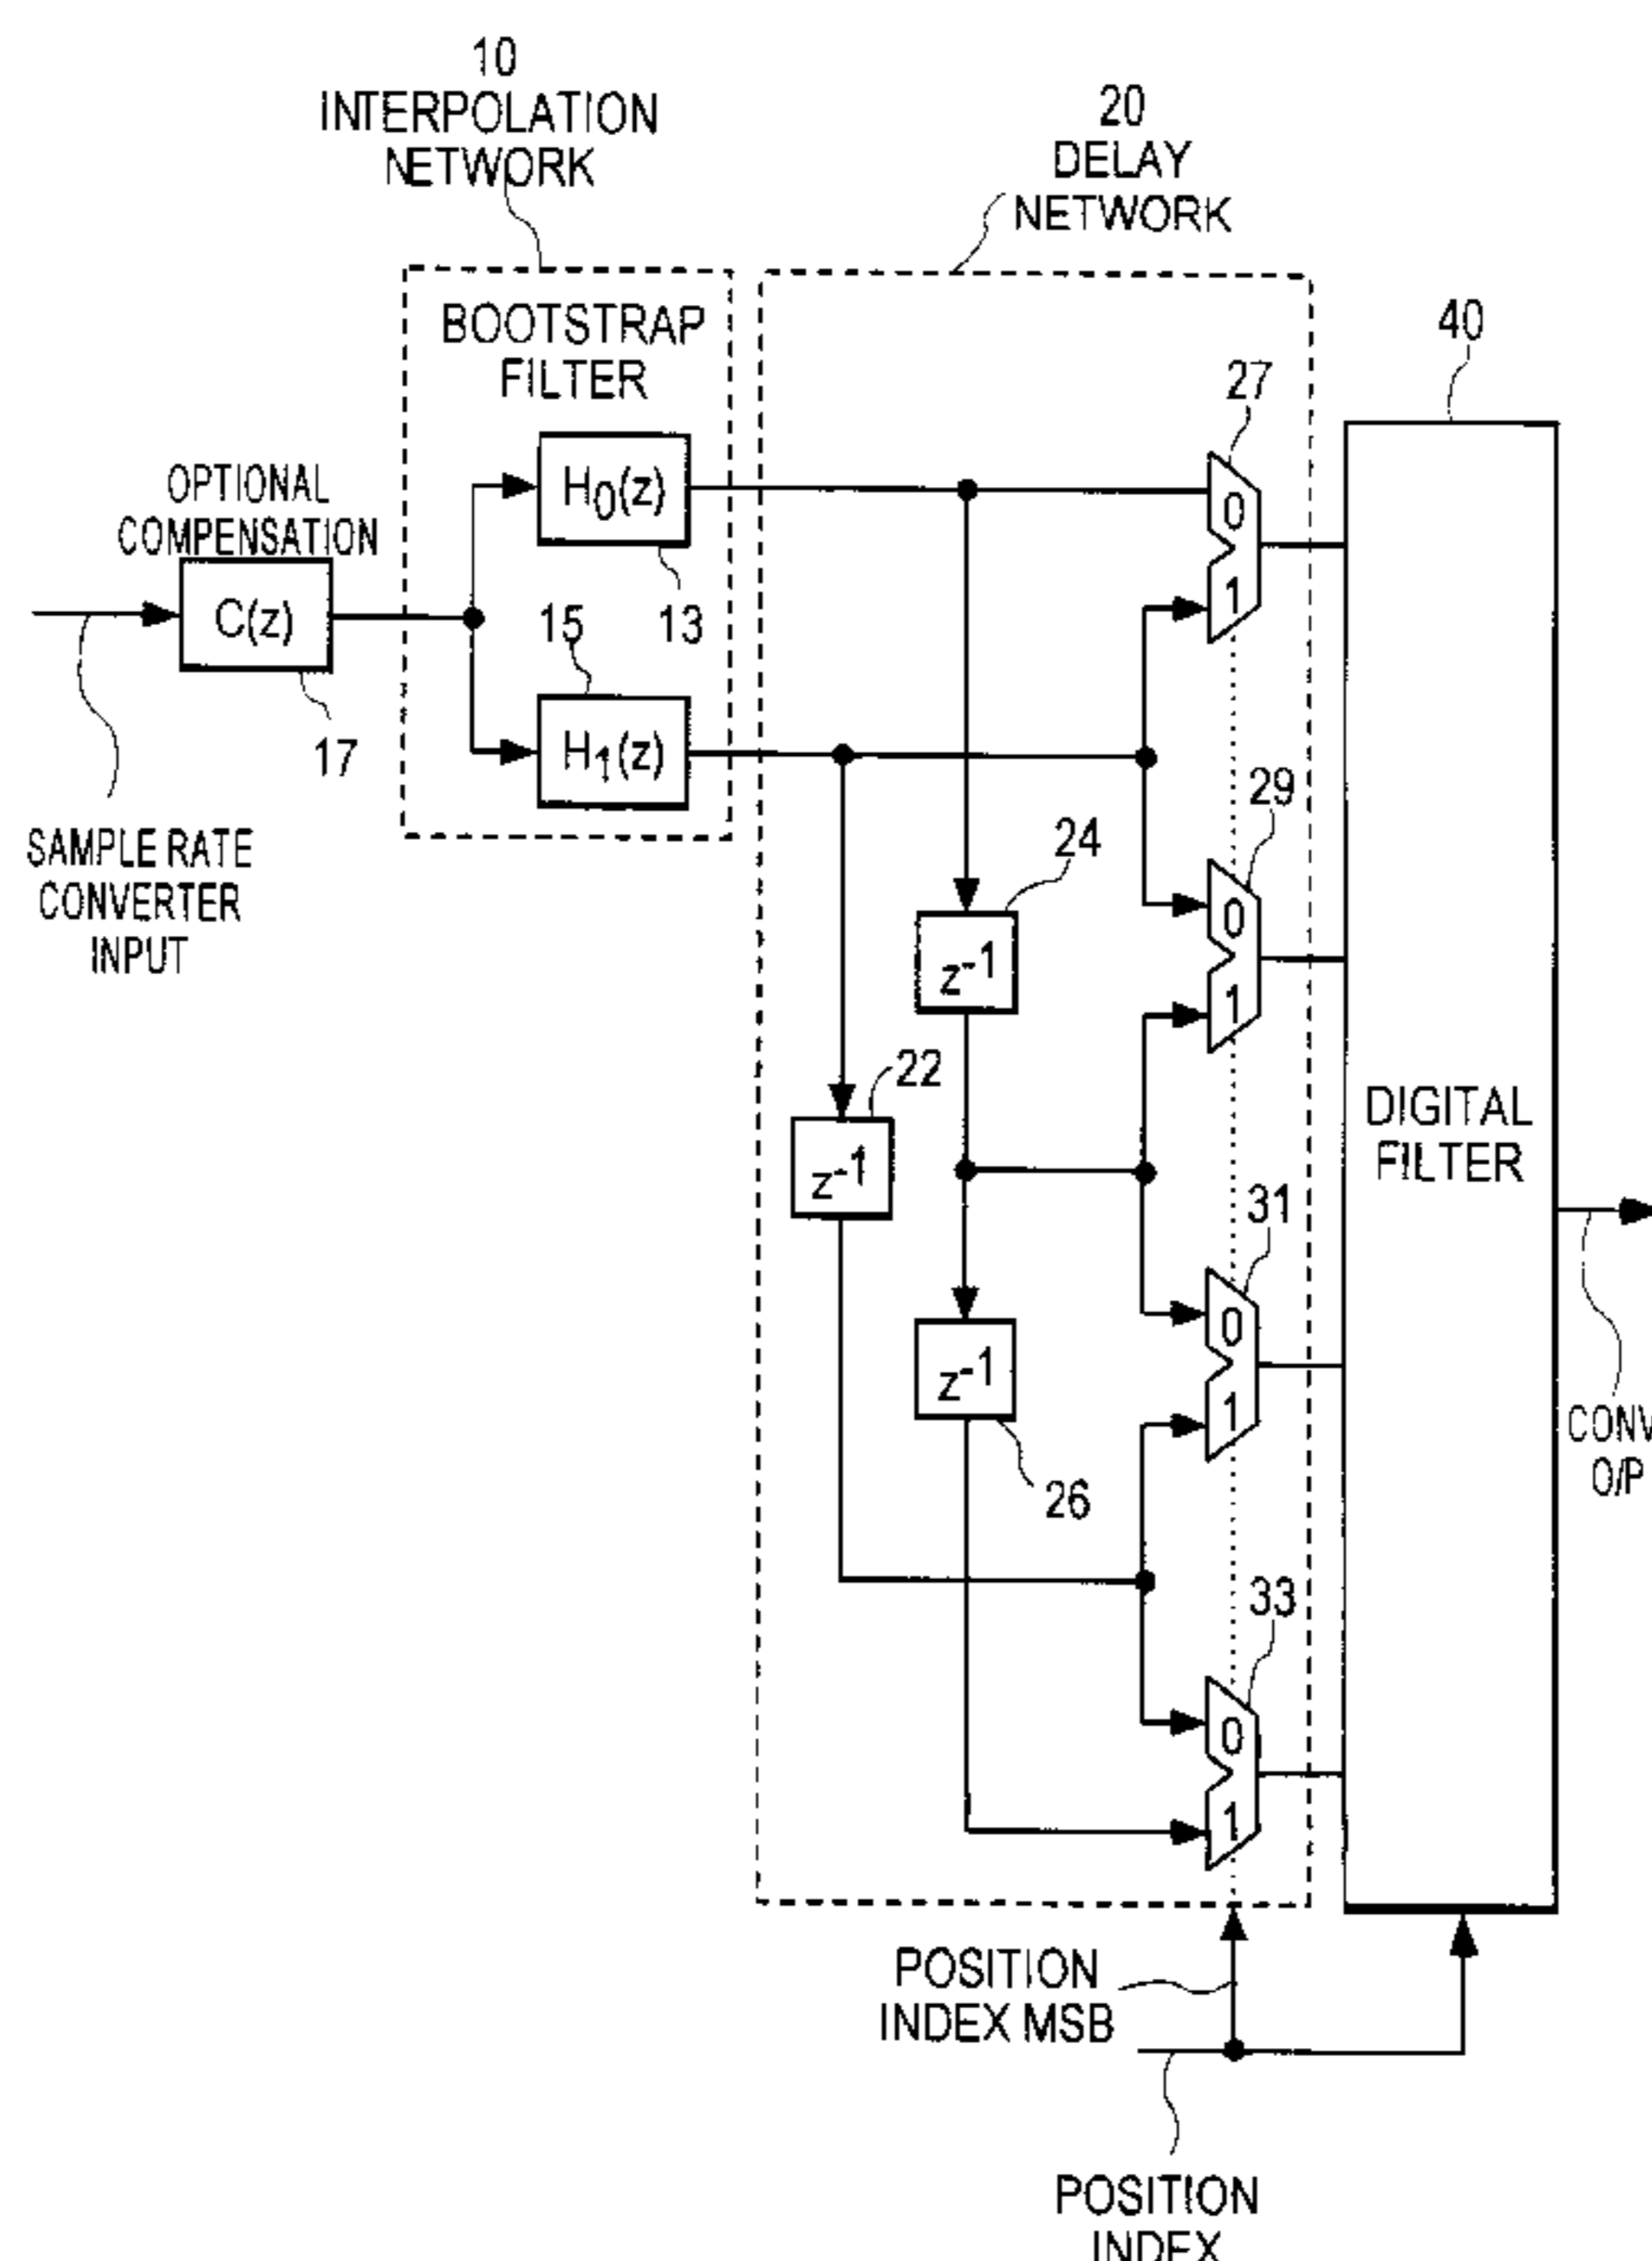 10
INTERPOLATION
NETWORK
20
DELAY
NETWORK
BOOTSTRAP
FILTER
40
27
OPTIONAL
COMPENSATION
H0(z)
0
C(z)
15
13
1
17
H1(z)
29
SAMPLE RATE
CONVERTER
INPUT
24
0
z-1
1
22
DIGITAL
FILTER
z-1
31
0
z-1
1
CONV
O/P
26
33
0
1
POSITION
INDEX MSB
POSITION
INDEX